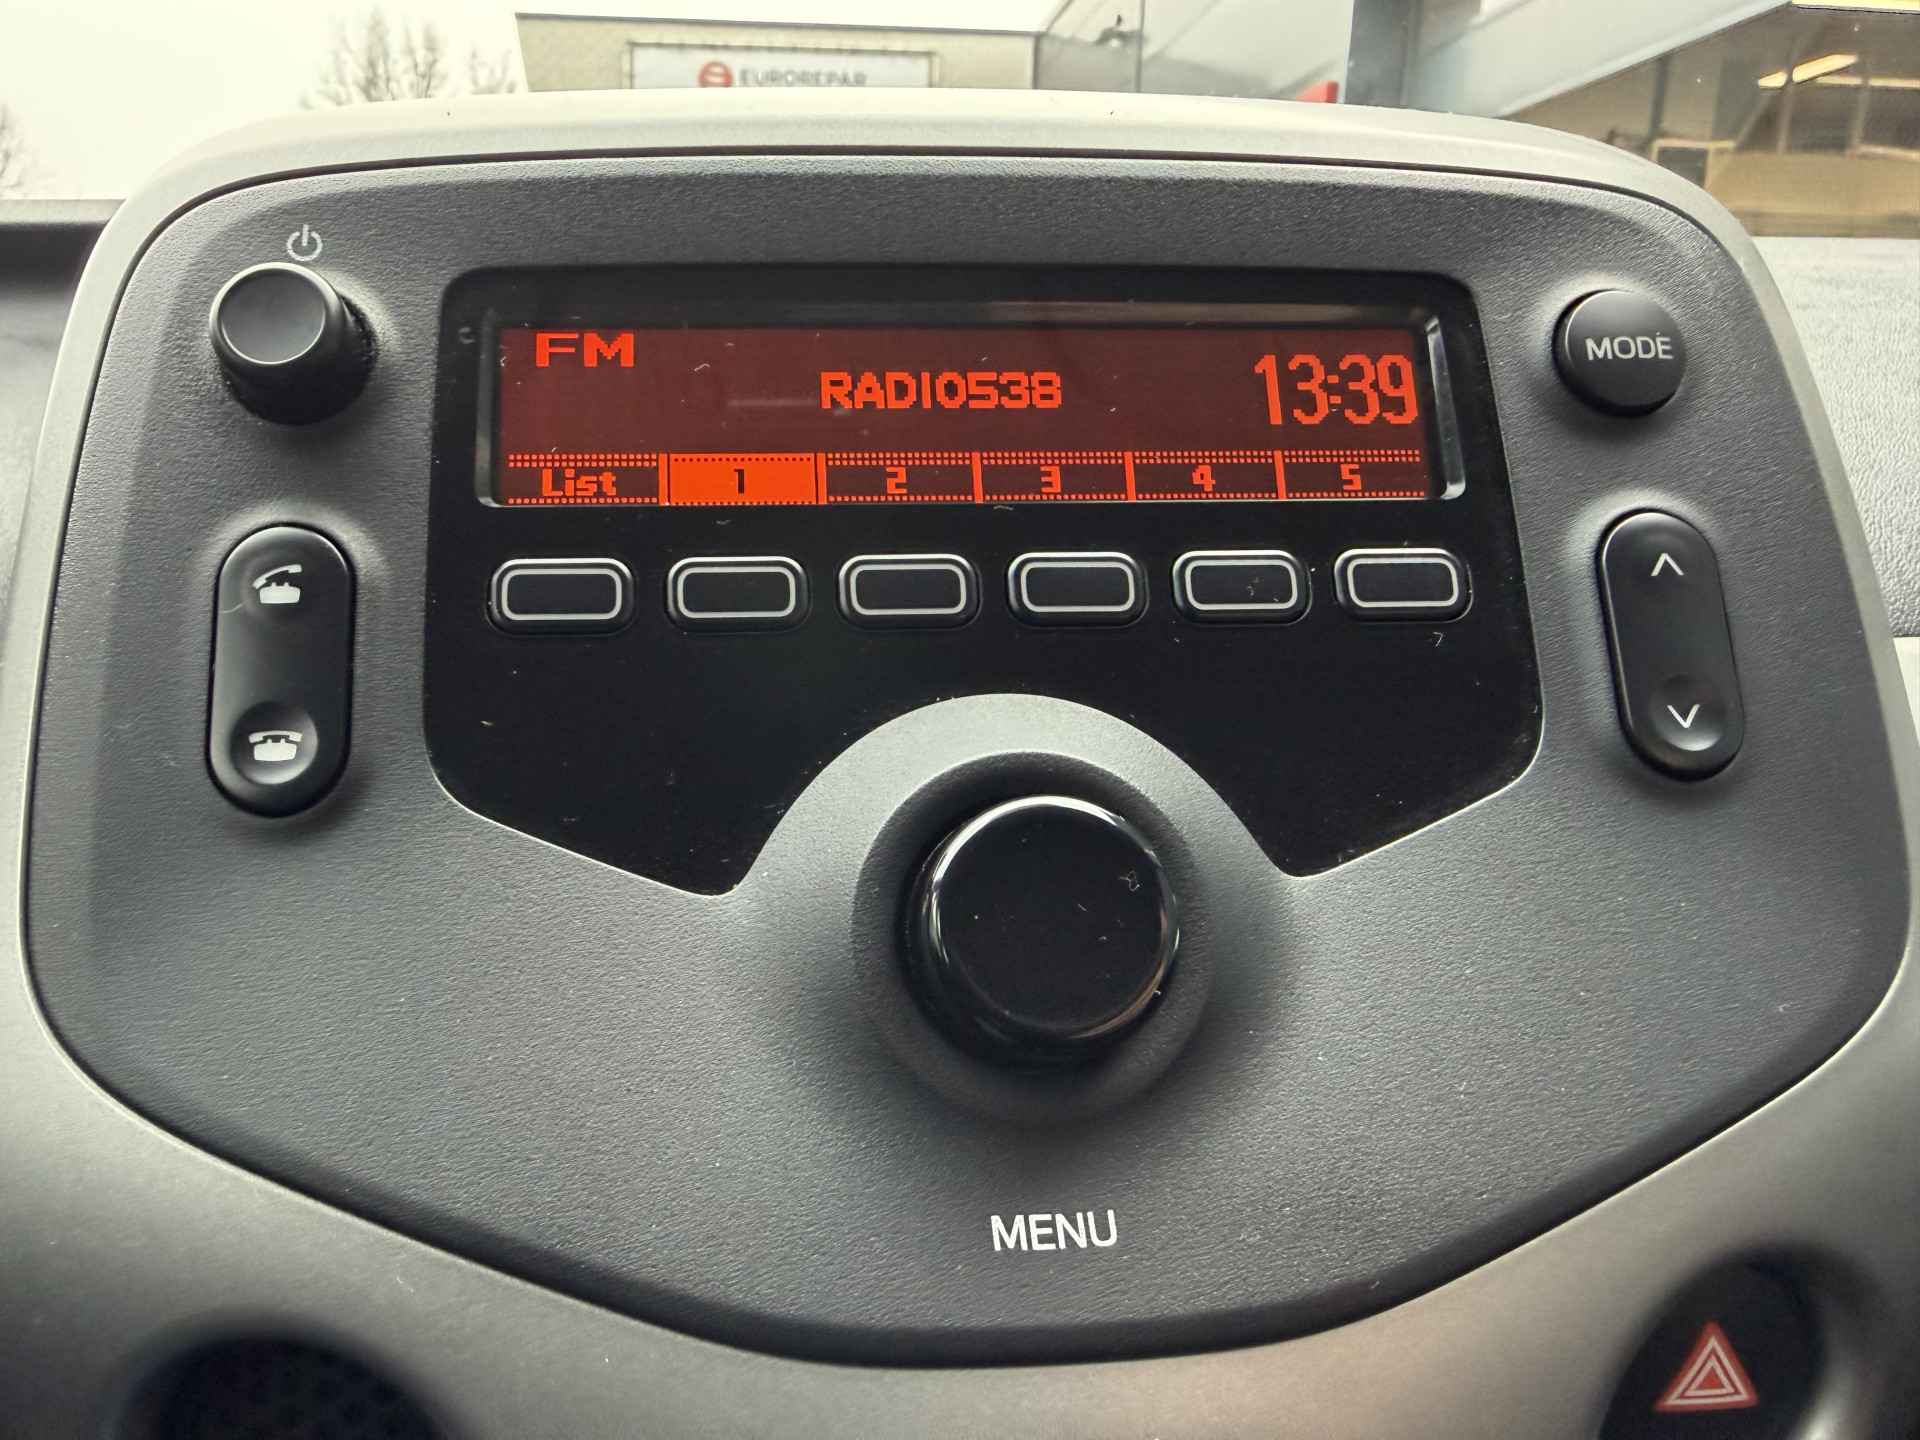 EUROREPAR
FM
RADIO538
13:39
List 1 2 3 4 5
MODE
MENU